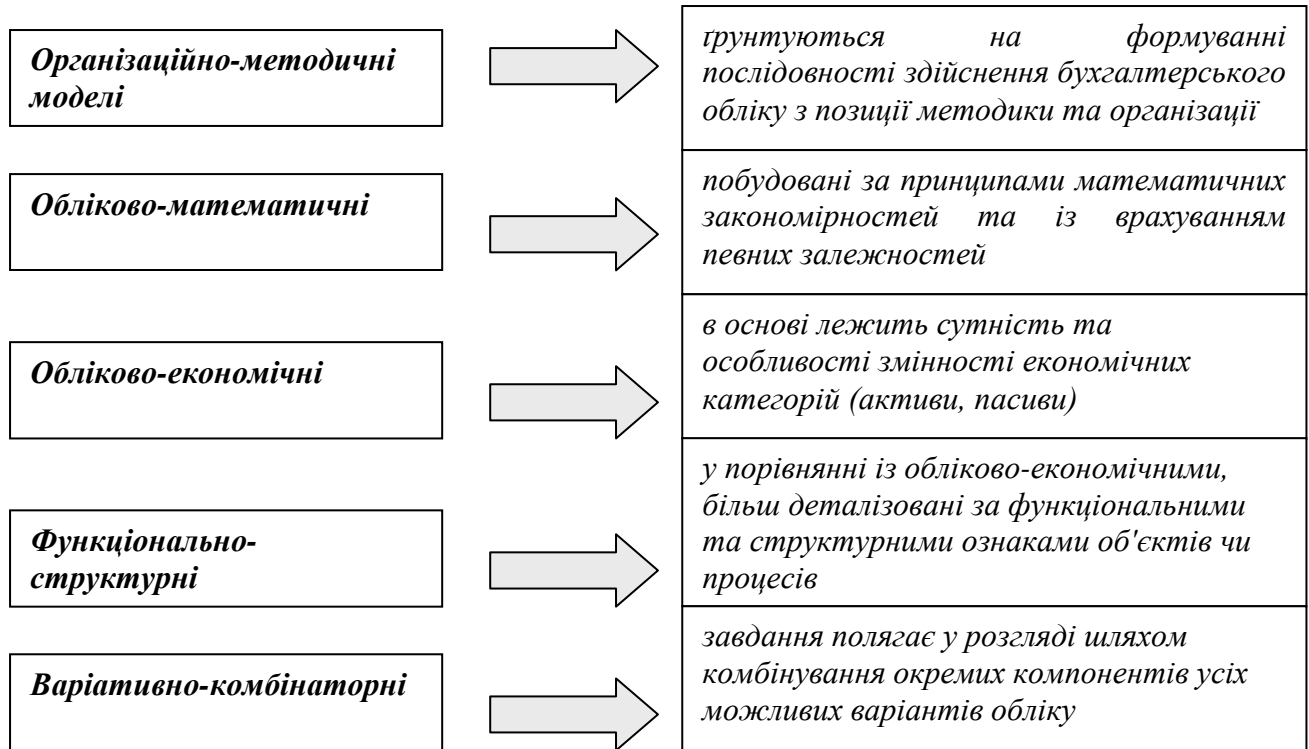 Організаційно-методичні
моделі
ґрунтуються на формуванні
послідовності здійснення бухгалтерського
обліку з позиції методики та організації
Обліково-математичні
побудовані за принципами математичних
закономірностей та із врахуванням
певних залежностей
Обліково-економічні
в основі лежить сутність та
особливості змінності економічних
категорій (активи, пасиви)
Функціонально-
структурні
у порівнянні із обліково-економічними,
більш деталізовані за функціональними
та структурними ознаками об'єктів чи
процесів
Варіативно-комбінаторні
завдання полягає у розгляді шляхом
комбінування окремих компонентів усіх
можливих варіантів обліку